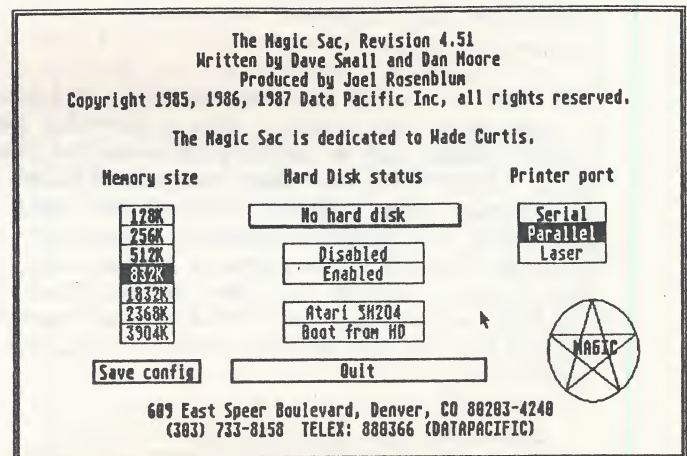 The Magic Sac, Revision 4.51
Written by Dave Small and Dan Moore
Produced by Joel Rosenblum
Copyright 1985, 1986, 1987 Data Pacific Inc, all rights reserved.
The Magic Sac is dedicated to Wade Curtis.
Memory size
128K
256K
512K
832K
1832K
2368K
3904K
Save config
Hard Disk status
No hard disk
Disabled
Enabled
Atari SH204
Boot from HD
Quit
Printer port
Serial
Parallel
Laser
MAGIC
609 East Speer Boulevard, Denver, CO 80203-4240
(303) 733-8158 TELEX: 880366 (DATAPACIFIC)